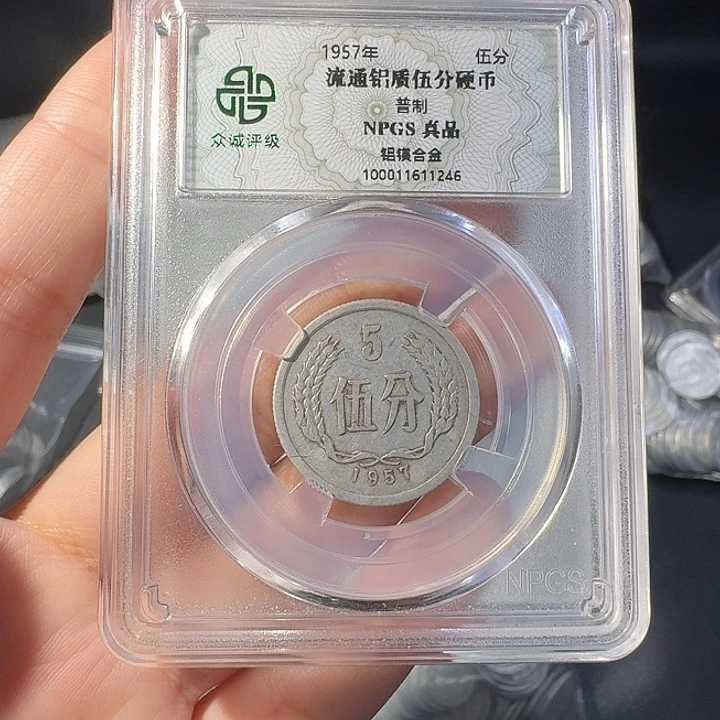 1957年 伍分
流通铝质伍分硬币
普制
NPGS 真品
铝镁合金
100011611246
众诚评级
5
伍分
1957
NPGS